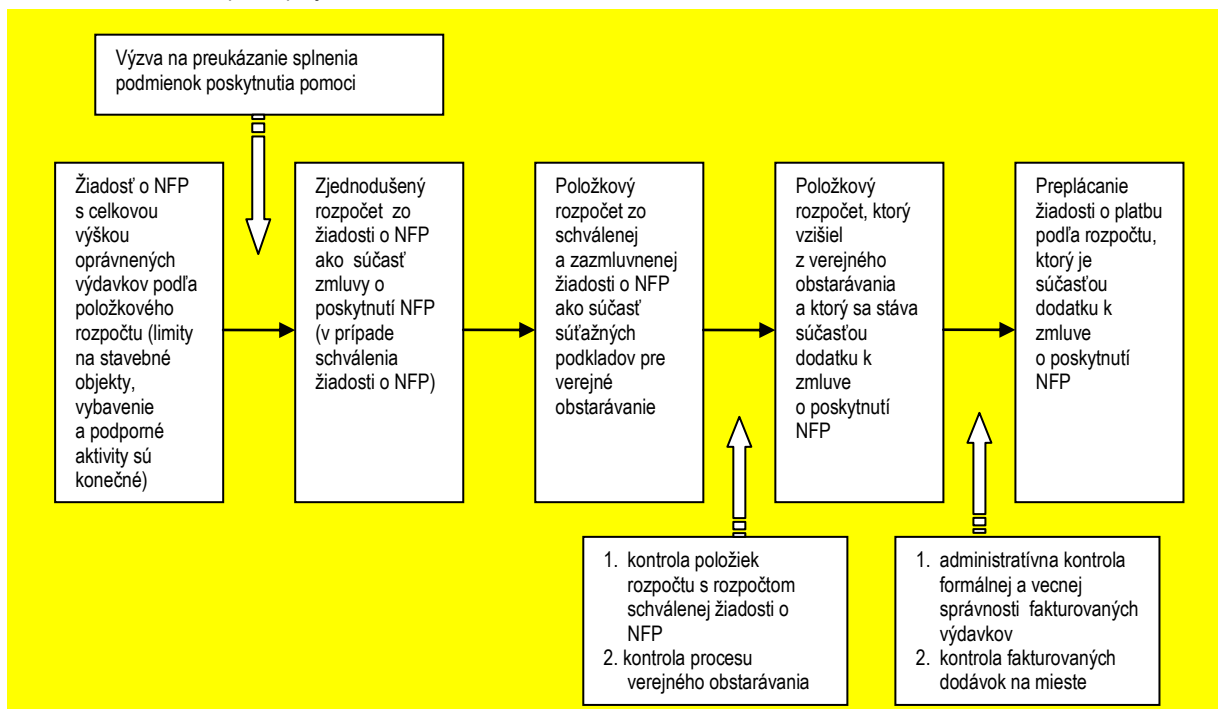 Výzva na preukázanie splnenia
podmienok poskytnutia pomoci
Žiadosť o NFP
s celkovou
výškou
oprávnených
výdavkov podľa
položkového
rozpočtu (limity
na stavebné
objekty,
vybavenie
a podporné
aktivity sú
konečné)
Zjednodušený
rozpočet zo
žiadosti o NFP
ako súčasť
zmluvy o
poskytnutí NFP
(v prípade
schválenia
žiadosti o NFP)
Položkový
rozpočet zo
schválenej
a zazmluvnenej
žiadosti o NFP
ako súčasť
súťažných
podkladov pre
verejné
obstarávanie
Položkový
rozpočet, ktorý
vzišiel
z verejného
obstarávania
a ktorý sa stáva
súčasťou
dodatku k
zmluve
o poskytnutí
NFP
Preplácanie
žiadosti o platbu
podľa rozpočtu,
ktorý je
súčasťou
dodatku k
zmluve
o poskytnutí
NFP
1. kontrola položiek
rozpočtu s rozpočtom
schválenej žiadosti o
NFP
2. kontrola procesu
verejného obstarávania
1. administratívna kontrola
formálnej a vecnej
správnosti fakturovaných
výdavkov
2. kontrola fakturovaných
dodávok na mieste